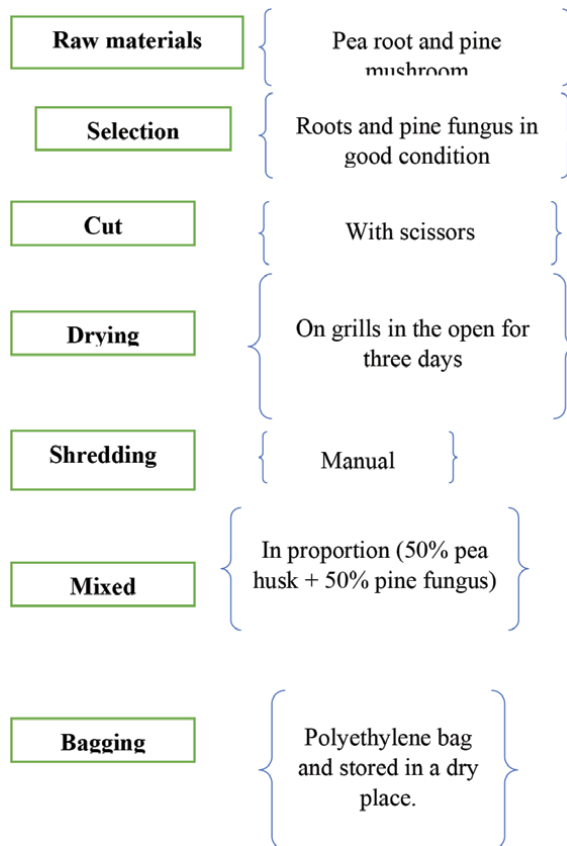 Raw materials
Pea root and pine
mushroom
Selection
Roots and pine fungus in
good condition
Cut
With scissors
Drying
On grills in the open for
three days
Shredding
Manual
Mixed
In proportion (50% pea
husk + 50% pine fungus)
Bagging
Polyethylene bag
and stored in a dry
place.